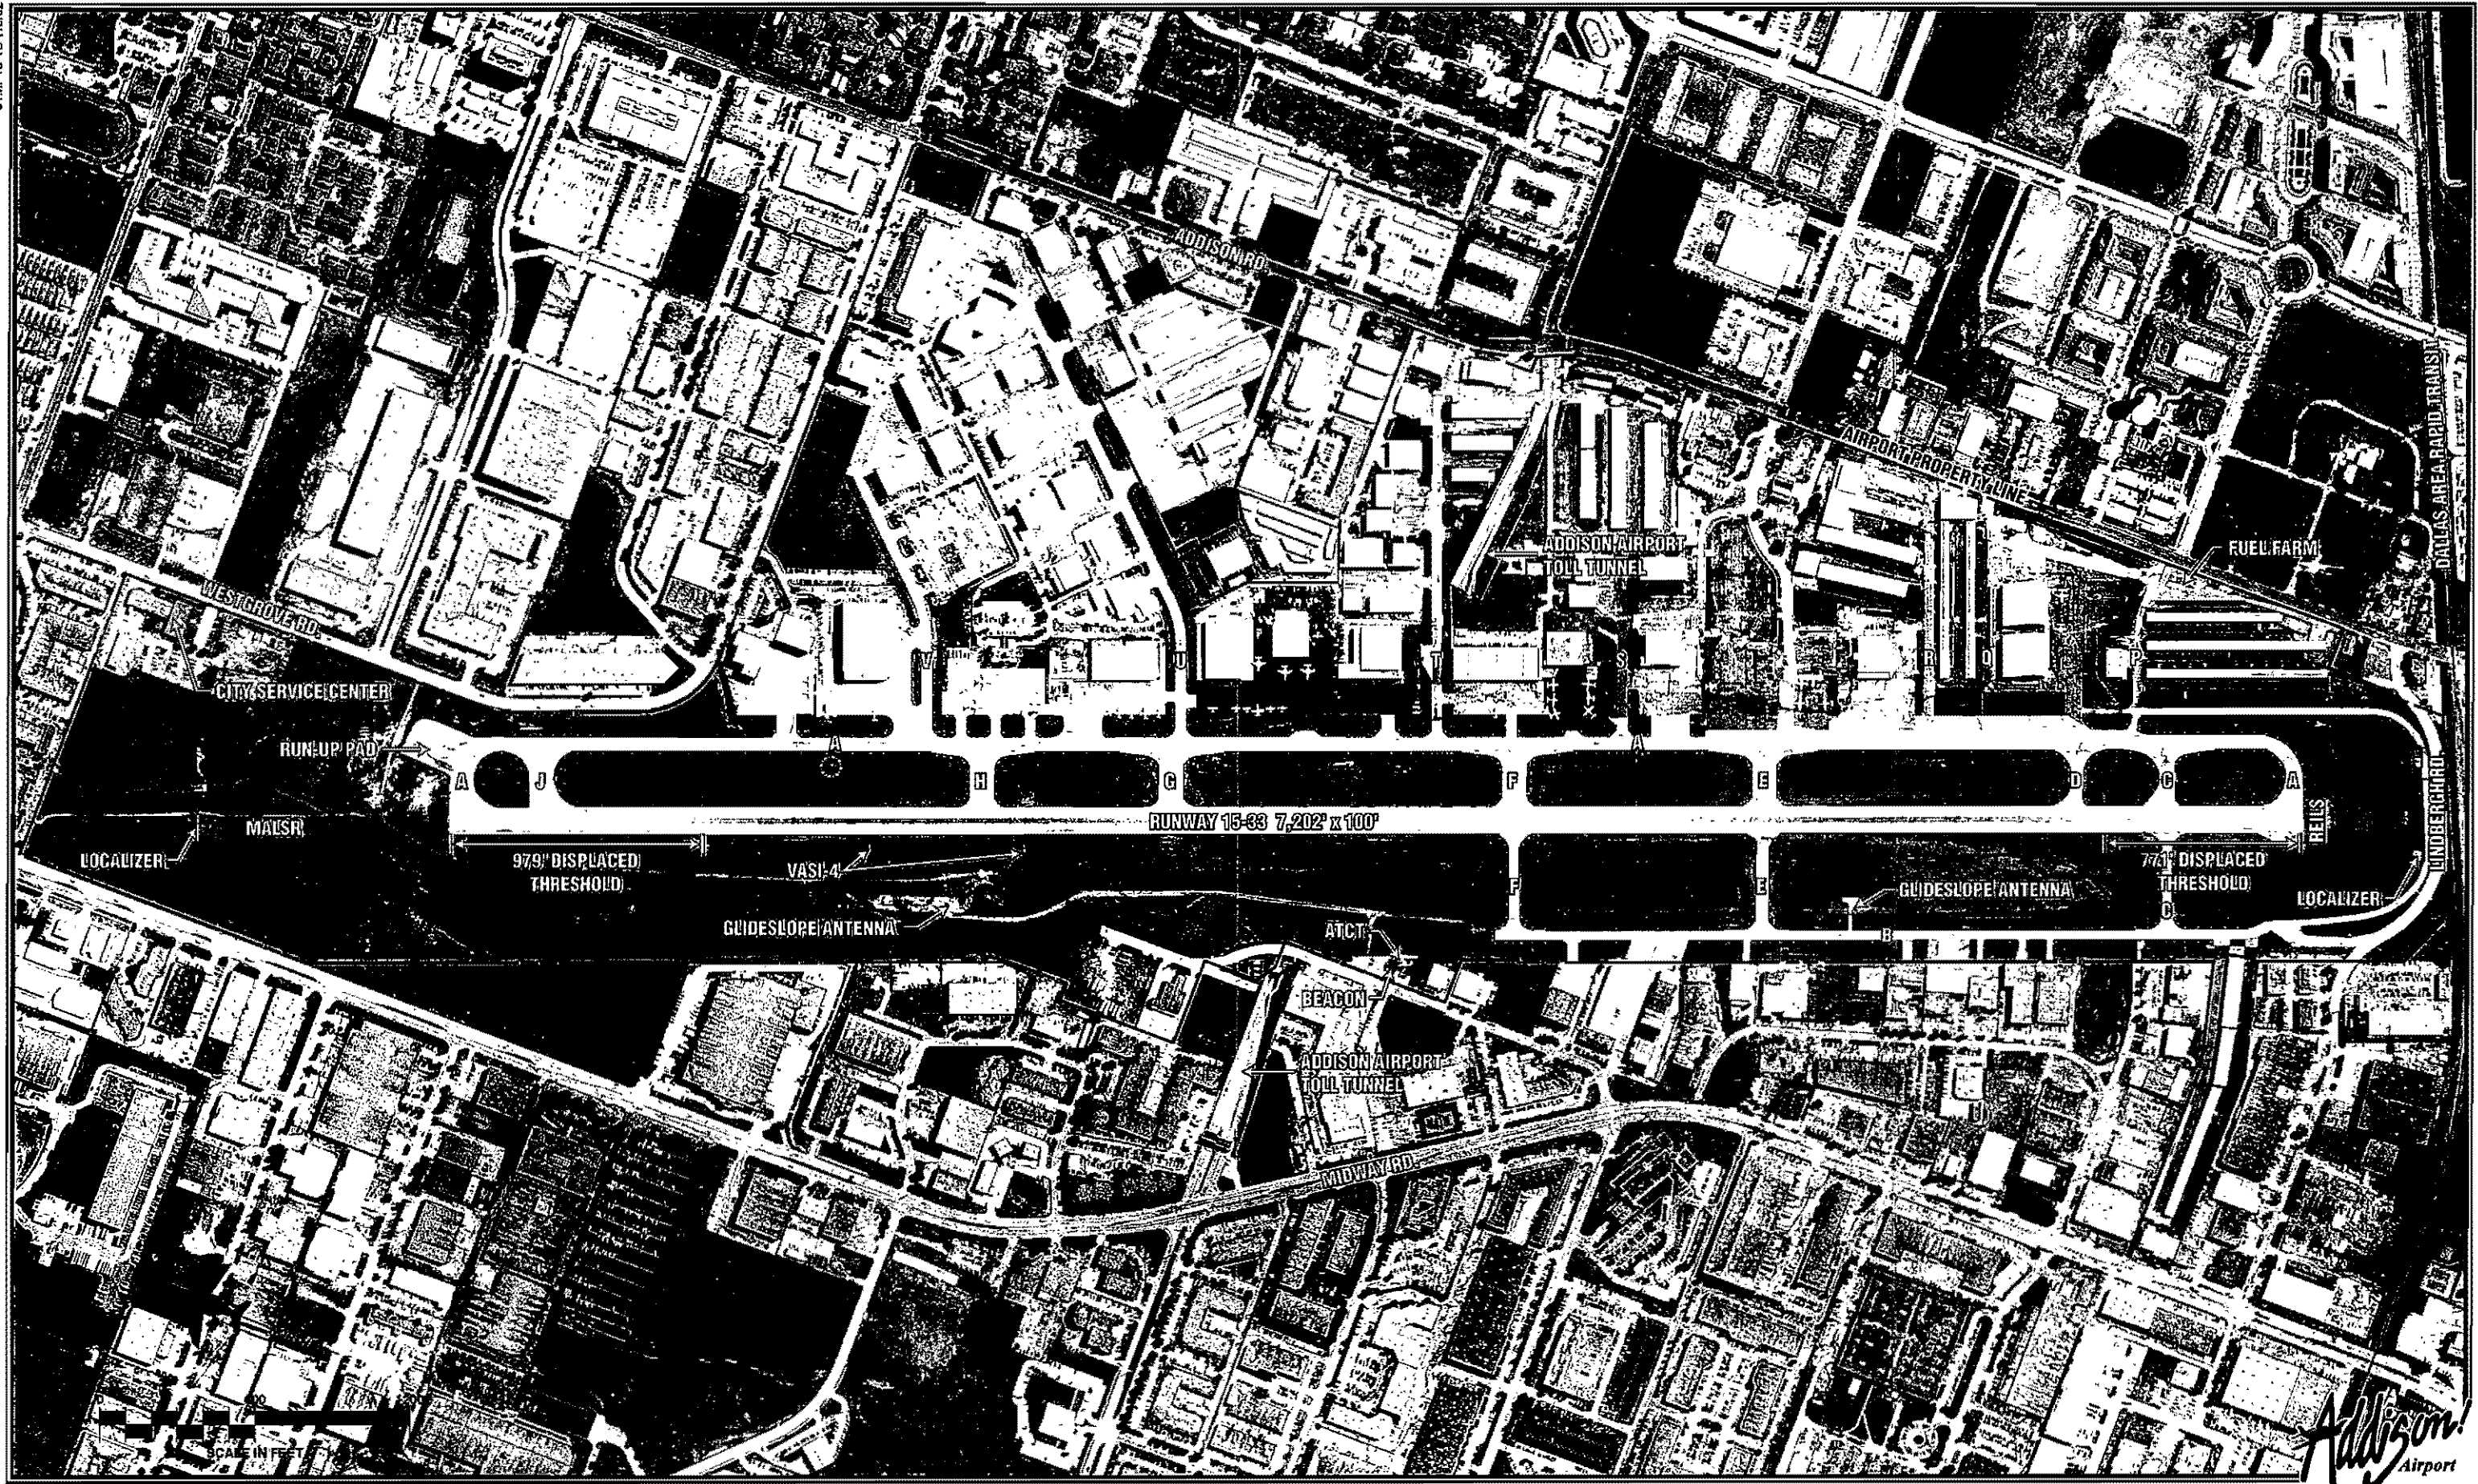 ADDISON RD.
AIRPORT PROPERTY LINE
DALLAS AREA RAPID TRANSIT
ADDISON AIRPORT
TOLL TUNNEL
FUEL FARM
WESTGROVE RD.
CITY SERVICE CENTER
V
U
T
S
R
Q
P
RUN-UP PAD
A
A
A
J
H
G
F
E
D
C
A
LINDBERGH RD.
REILS
MALSR
RUNWAY 15-33 7,202' x 100'
LOCALIZER
979' DISPLACED
THRESHOLD
VASI-4
771' DISPLACED
THRESHOLD
F
E
GLIDESLOPE ANTENNA
LOCALIZER
C
GLIDESLOPE ANTENNA
ATCT
B
BEACON
ADDISON AIRPORT
TOLL TUNNEL
MIDWAY RD.
SCALE IN FEET
Addison!
Airport